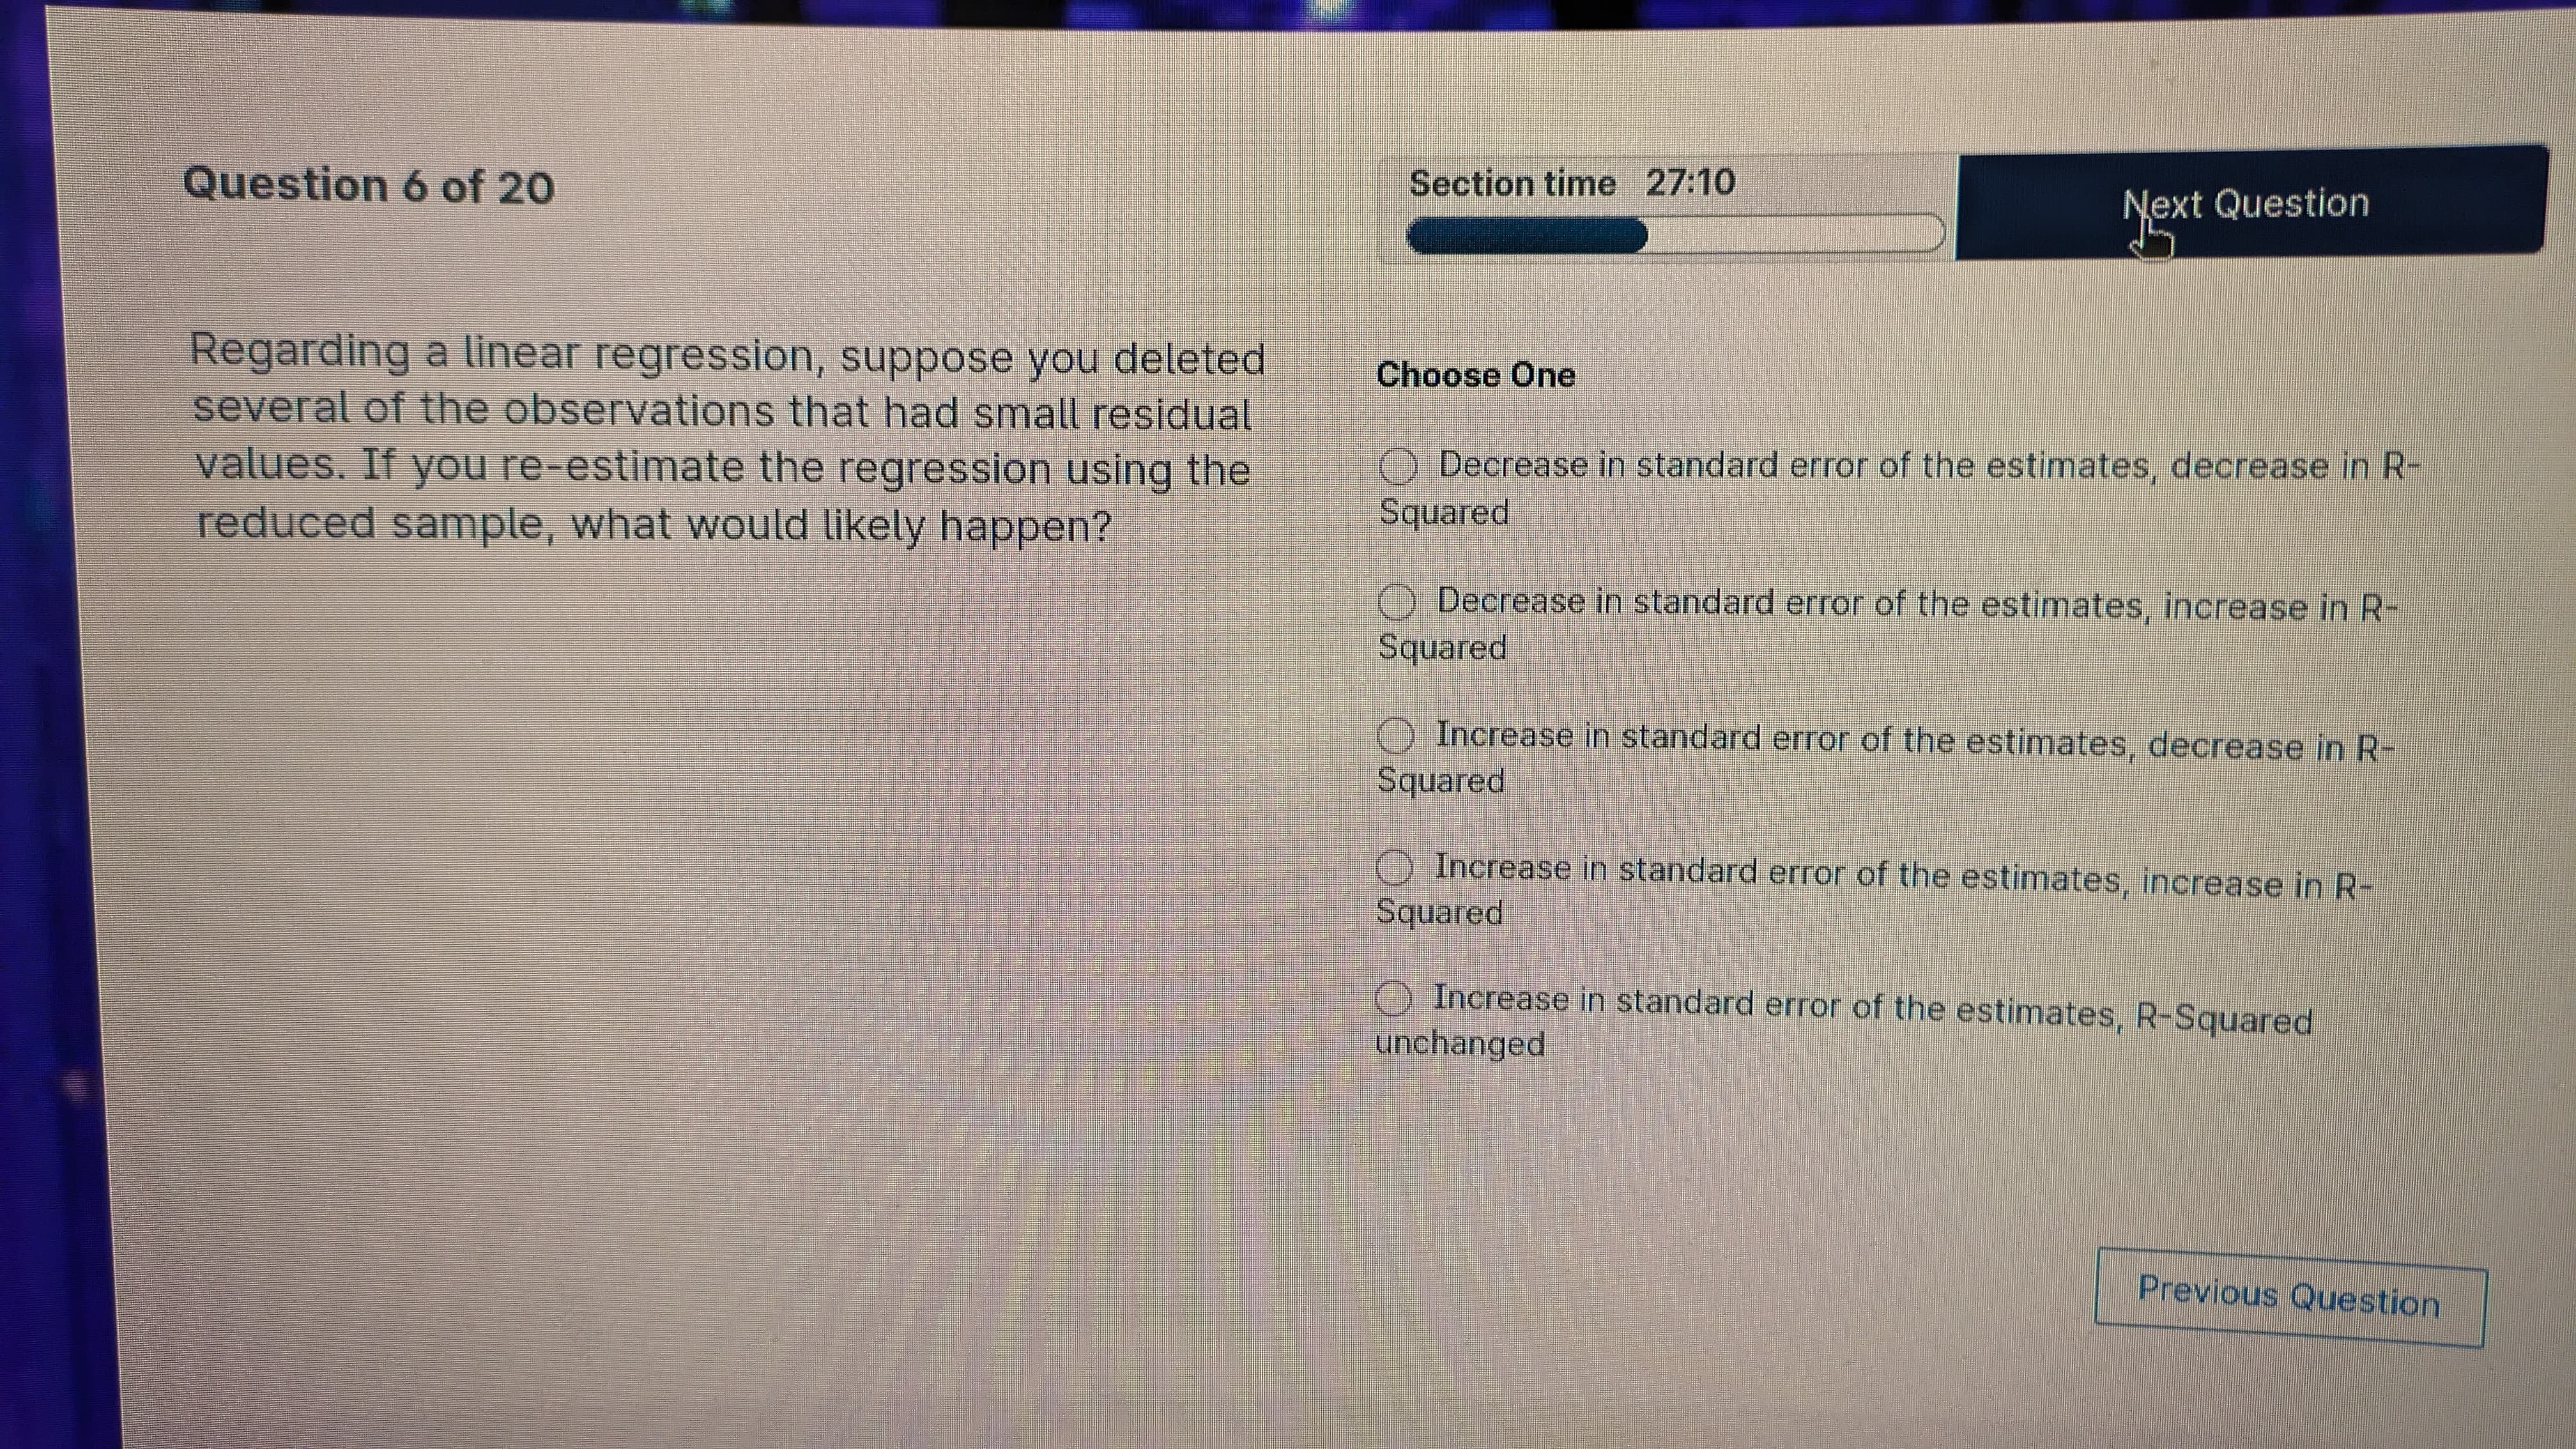 Question 6 of 20
Section time 27:10
Next Question
Regarding a linear regression, suppose you deleted
several of the observations that had small residual
values. If you re-estimate the regression using the
reduced sample, what would likely happen?
Choose One
Decrease in standard error of the estimates, decrease in R-
Squared
Decrease in standard error of the estimates, increase in R-
Squared
Increase in standard error of the estimates, decrease in R-
Squared
Increase in standard error of the estimates, increase in R-
Squared
Increase in standard error of the estimates, R-Squared
unchanged
Previous Question